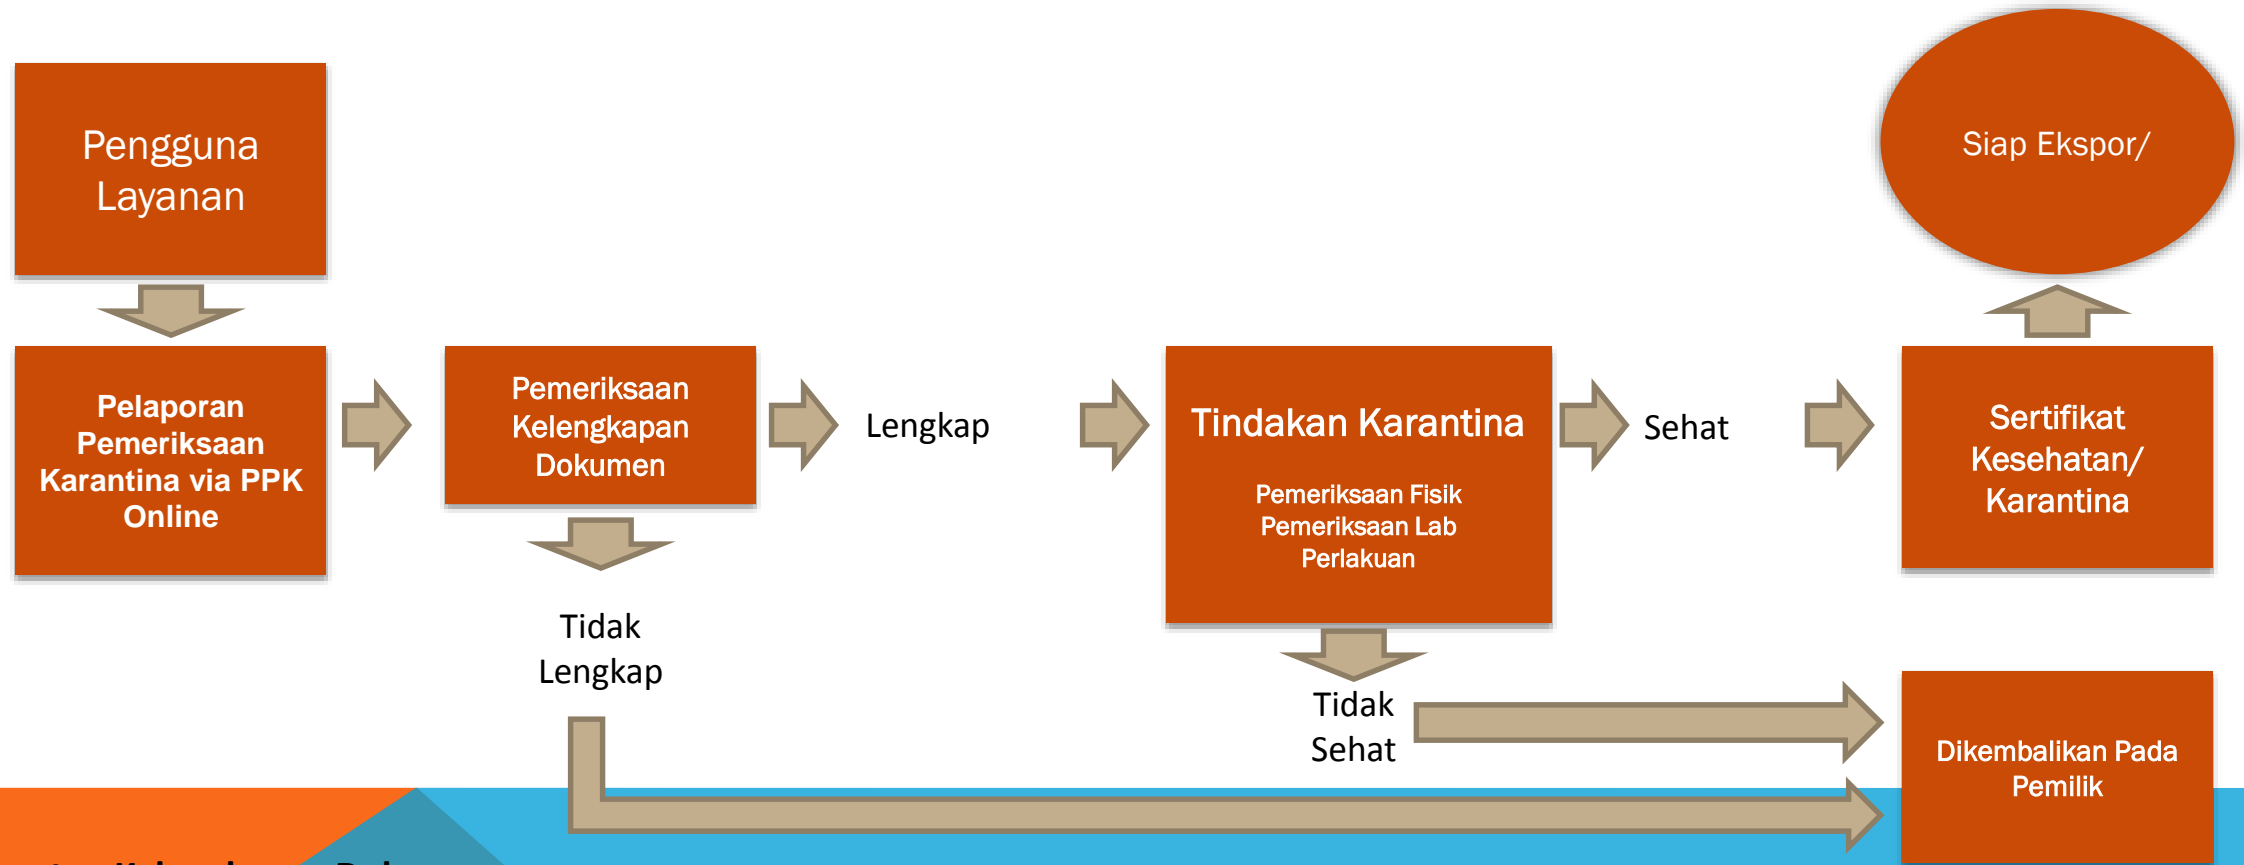 Pengguna
Layanan
Siap Ekspor/
Pelaporan
Pemeriksaan
Karantina via PPK
Online
Pemeriksaan
Kelengkapan
Dokumen
Lengkap
Tindakan Karantina
Pemeriksaan Fisik
Pemeriksaan Lab
Perlakuan
Sehat
Sertifikat
Kesehatan/
Karantina
Tidak
Lengkap
Tidak
Sehat
Dikembalikan Pada
Pemilik